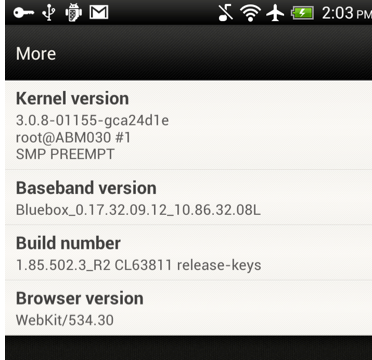 2:03 PM
More
Kernel version
3.0.8-01155-gca24d1e
root@ABM030 #1
SMP PREEMPT
Baseband version
Bluebox_0.17.32.09.12_10.86.32.08L
Build number
1.85.502.3_R2 CL63811 release-keys
Browser version
WebKit/534.30